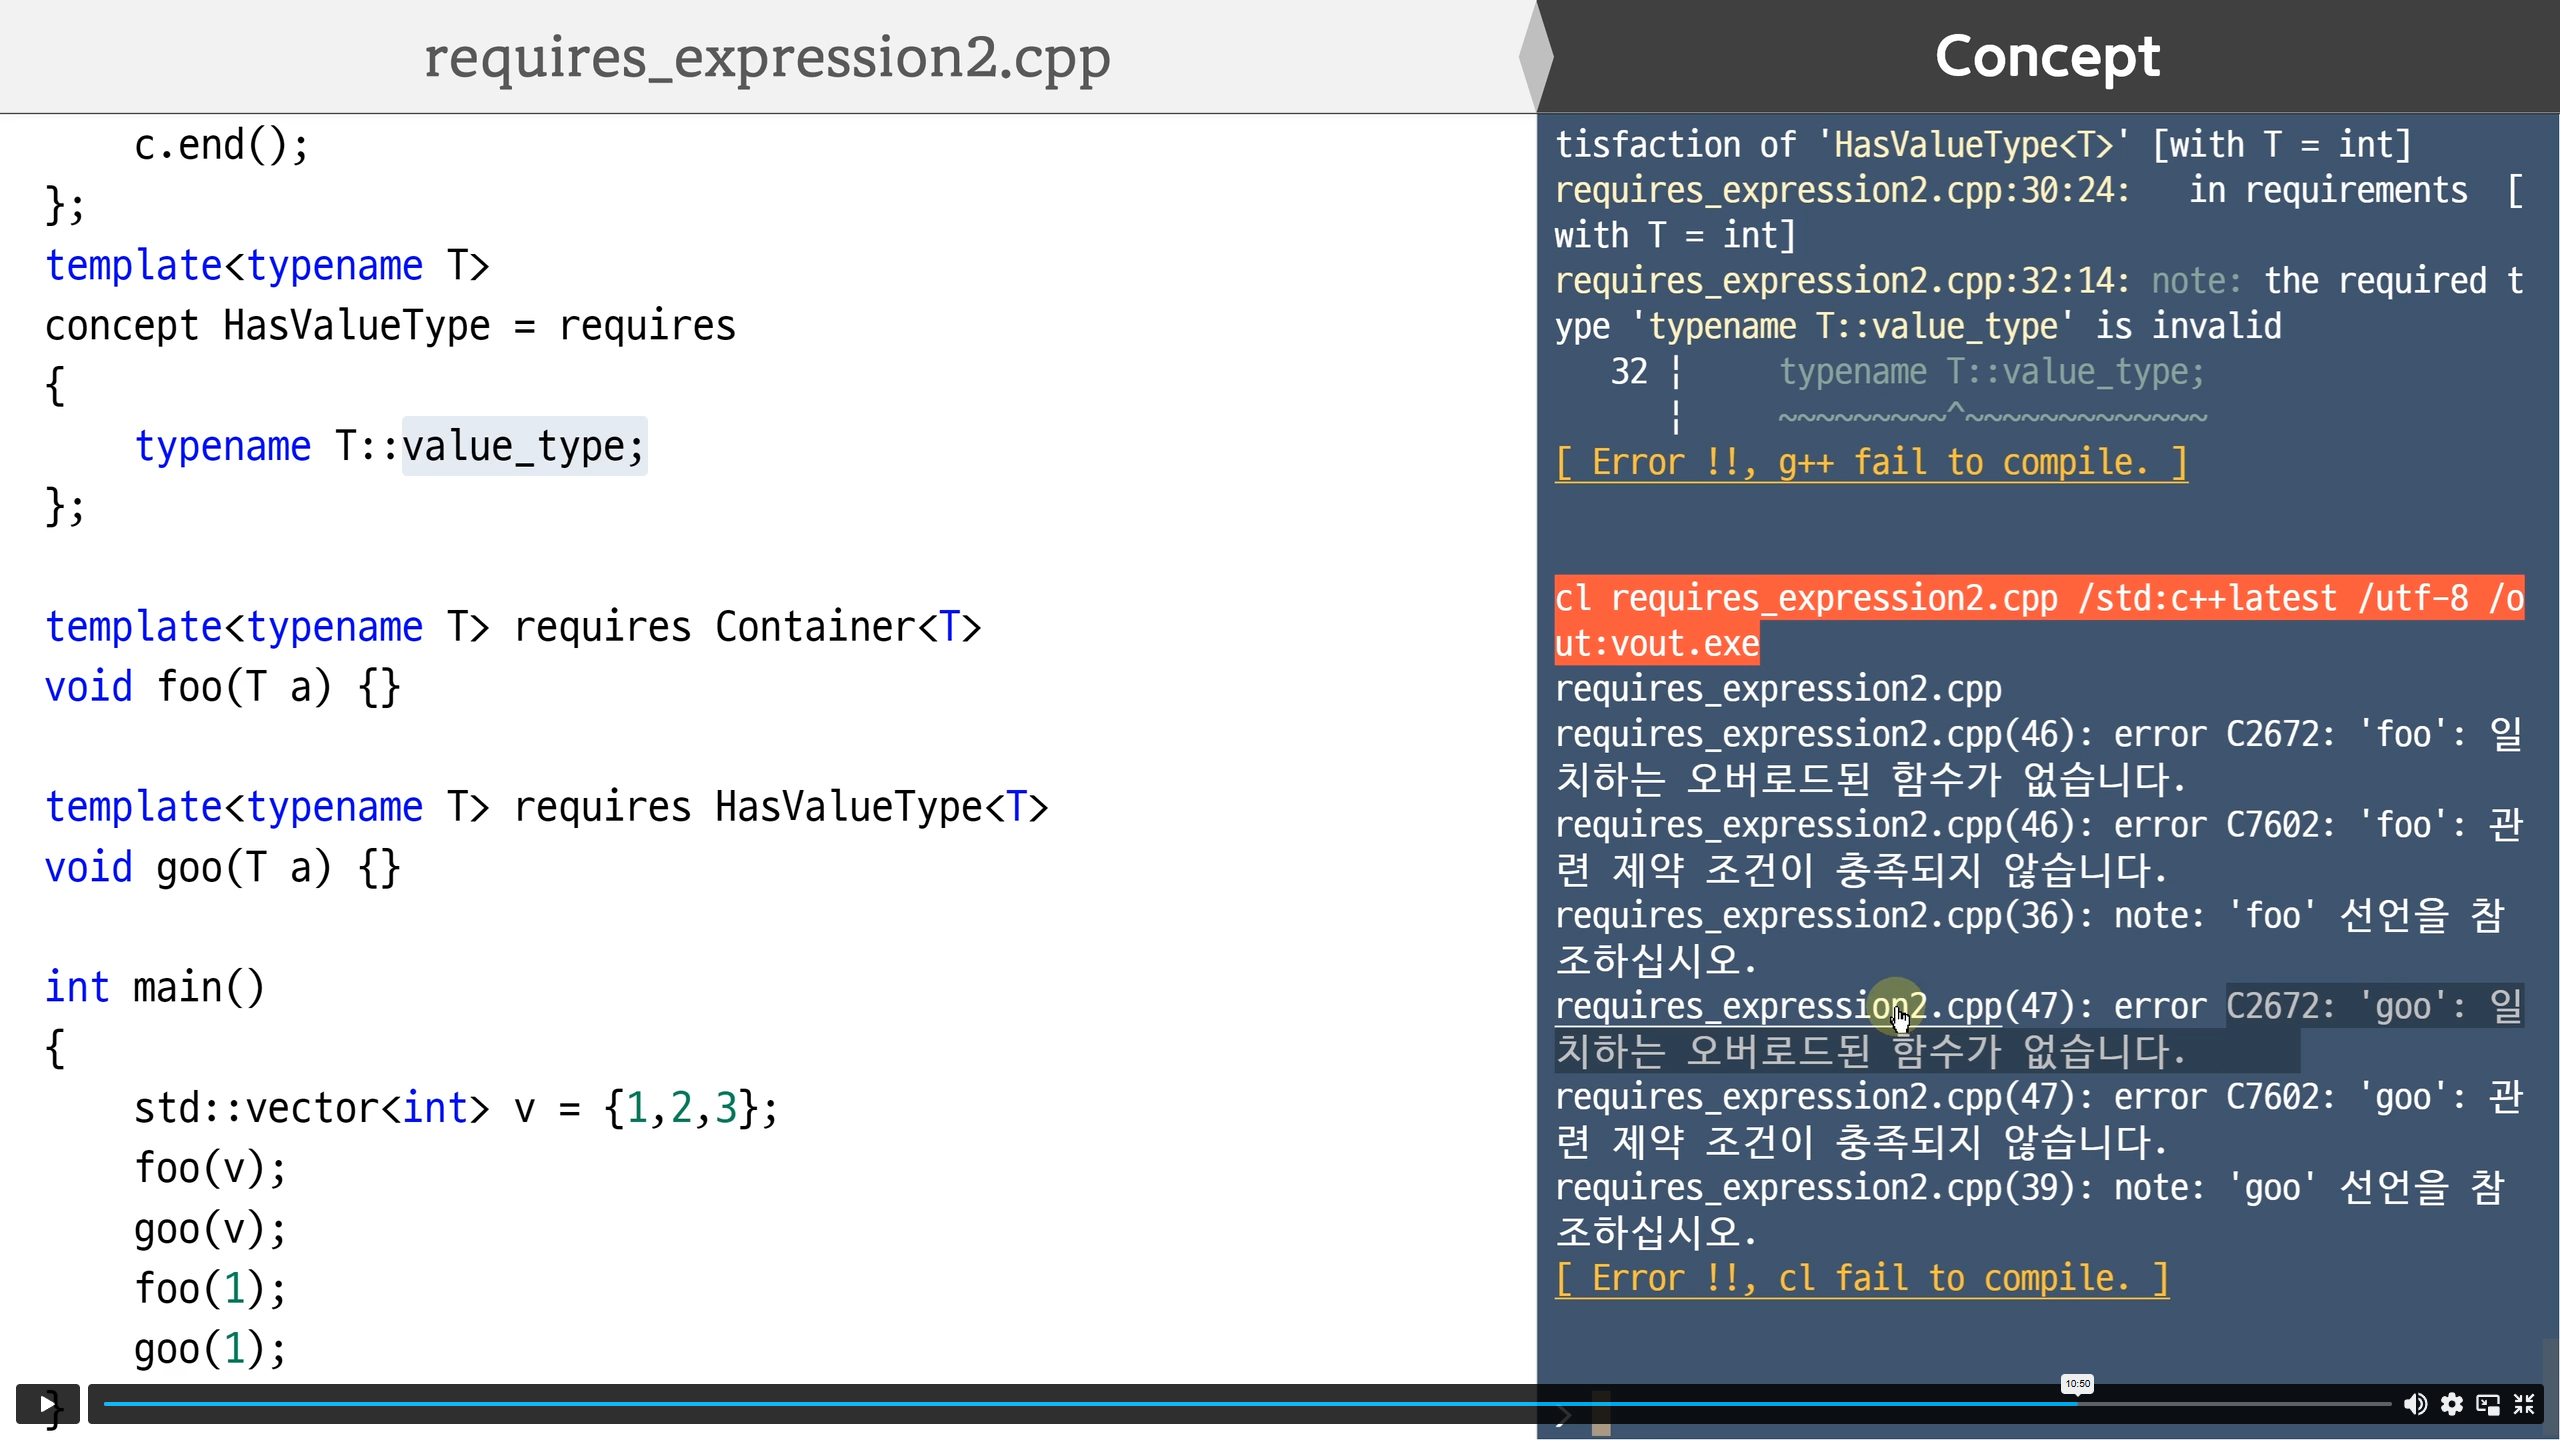 requires_expression2.cpp
Concept
    c.end();
};
template<typename T>
concept HasValueType = requires
{
    typename T::value_type;
};
template<typename T> requires Container<T>
void foo(T a) {}
template<typename T> requires HasValueType<T>
void goo(T a) {}
int main()
{
    std::vector<int> v = {1,2,3};
    foo(v);
    goo(v);
    foo(1);
    goo(1);
}
tisfaction of 'HasValueType<T>' [with T = int]
requires_expression2.cpp:30:24:   in requirements  [
with T = int]
requires_expression2.cpp:32:14: note: the required t
ype 'typename T::value_type' is invalid
   32 ¦     typename T::value_type;
      ¦     ~~~~~~~~~^~~~~~~~~~~~~~
[ Error !!, g++ fail to compile. ]
cl requires_expression2.cpp /std:c++latest /utf-8 /o
ut:vout.exe
requires_expression2.cpp
requires_expression2.cpp(46): error C2672: 'foo': 일
치하는 오버로드된 함수가 없습니다.
requires_expression2.cpp(46): error C7602: 'foo': 관
련 제약 조건이 충족되지 않습니다.
requires_expression2.cpp(36): note: 'foo' 선언을 참
조하십시오.
requires_expression2.cpp(47): error C2672: 'goo': 일
치하는 오버로드된 함수가 없습니다.
requires_expression2.cpp(47): error C7602: 'goo': 관
련 제약 조건이 충족되지 않습니다.
requires_expression2.cpp(39): note: 'goo' 선언을 참
조하십시오.
[ Error !!, cl fail to compile. ]
>
10:50